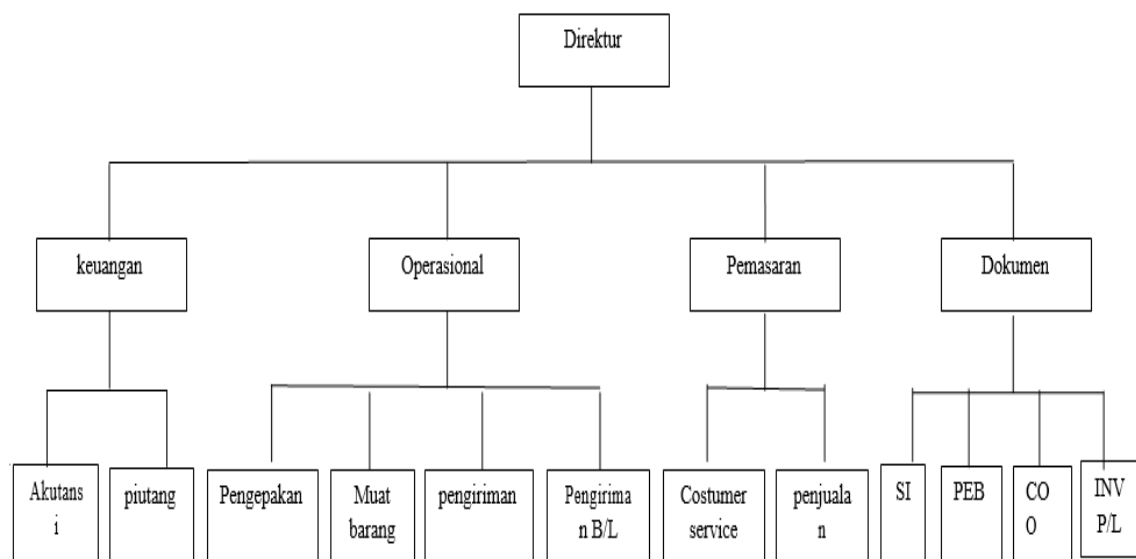 Direktur
keuangan
Operasional
Pemasaran
Dokumen
Akutans
i
piutang
Pengepakan
Muat
barang
pengiriman
Pengirima
n B/L
Costumer
service
penjuala
n
SI
PEB
CO
O
INV
P/L